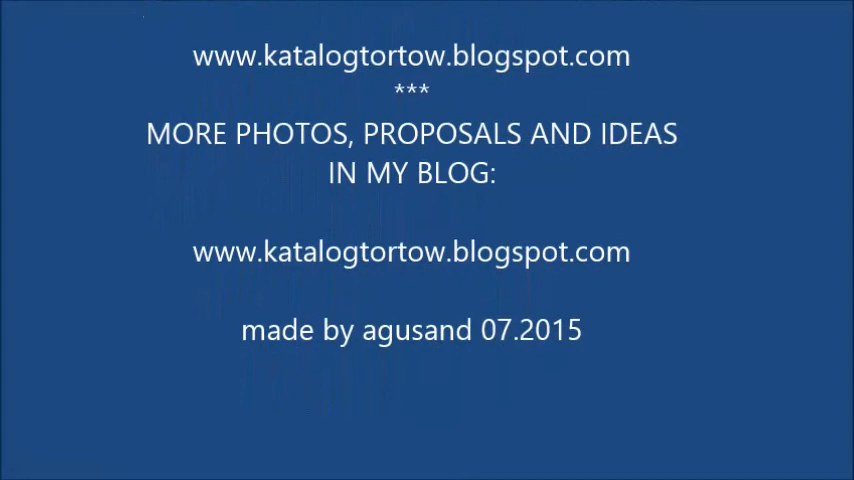 www.katalogtortow.blogspot.com
***
MORE PHOTOS, PROPOSALS AND IDEAS
IN MY BLOG:
www.katalogtortow.blogspot.com
made by agusand 07.2015